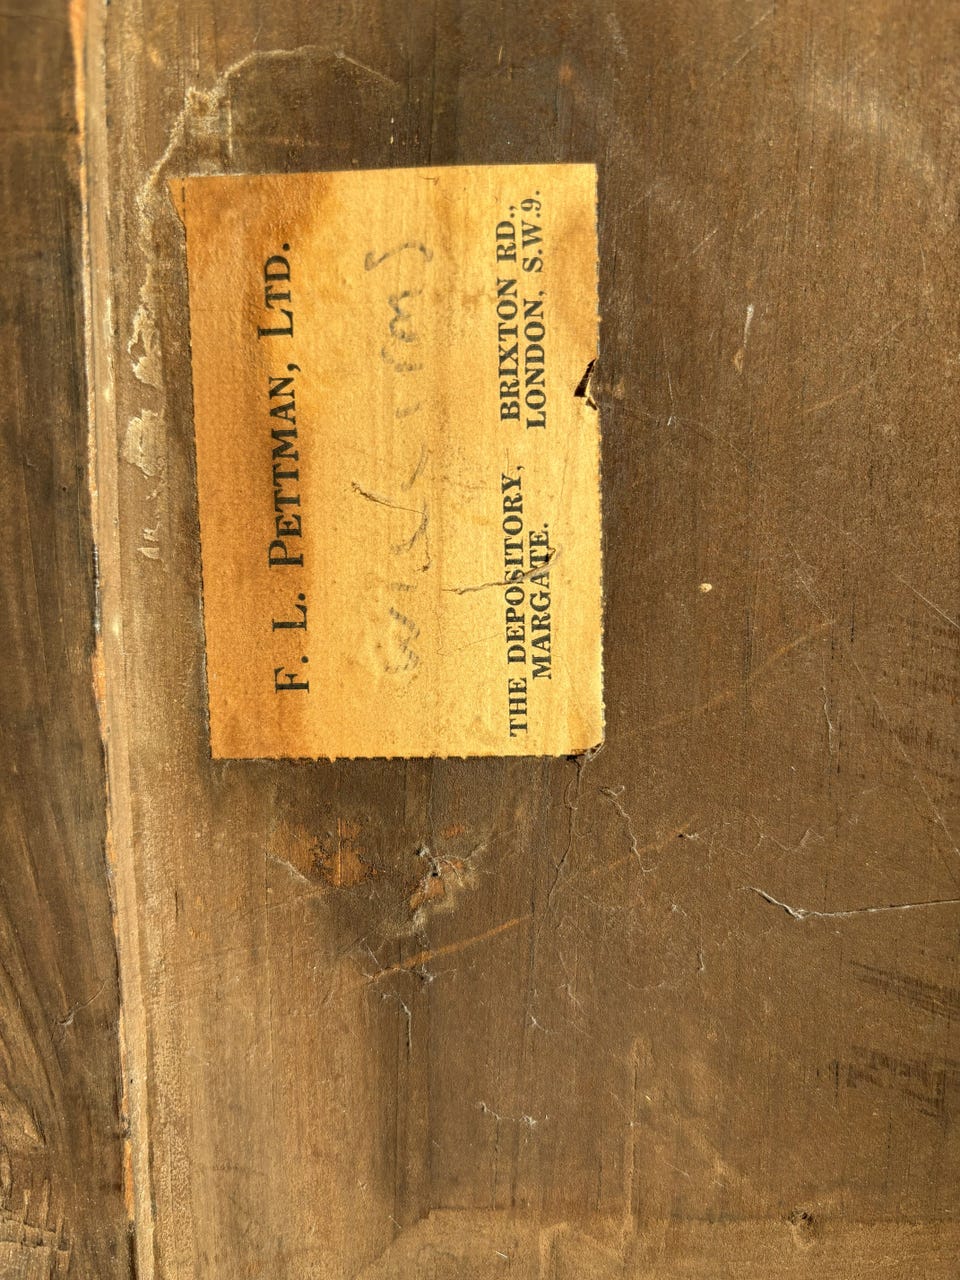 F. L. PETTMAN, LTD.
THE DEPOSITORY, BRIXTON RD.,
MARGATE. LONDON, S.W.9.